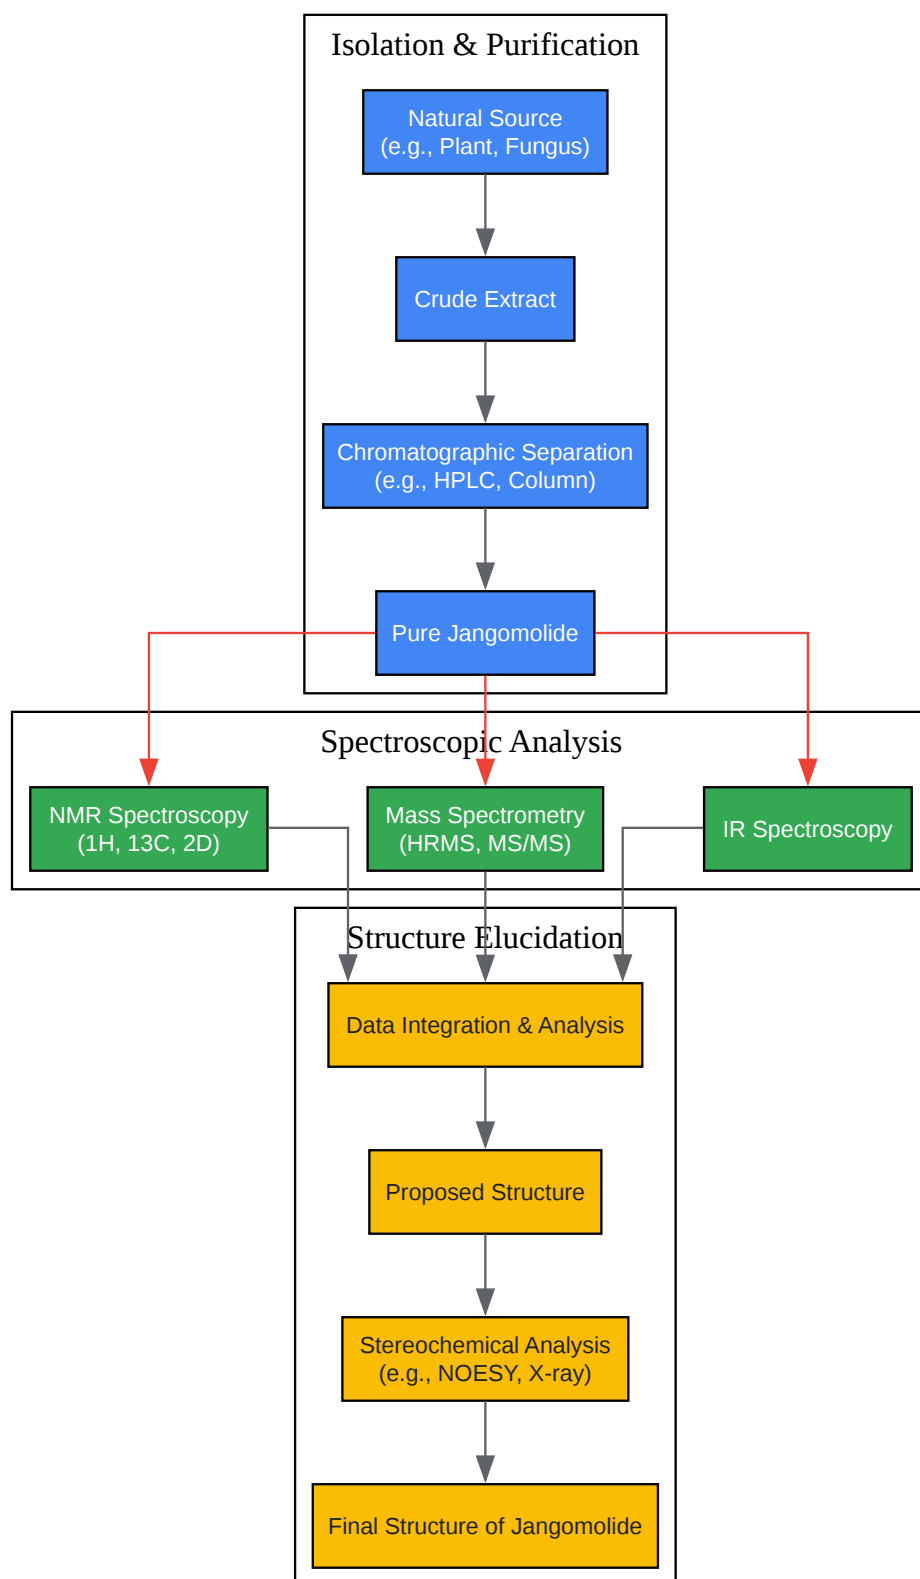 Isolation & Purification
Natural Source
(e.g., Plant, Fungus)
Crude Extract
Chromatographic Separation
(e.g., HPLC, Column)
Pure Jangomolide
Spectroscopic Analysis
NMR Spectroscopy
(1H, 13C, 2D)
Mass Spectrometry
(HRMS, MS/MS)
IR Spectroscopy
Structure Elucidation
Data Integration & Analysis
Proposed Structure
Stereochemical Analysis
(e.g., NOESY, X-ray)
Final Structure of Jangomolide